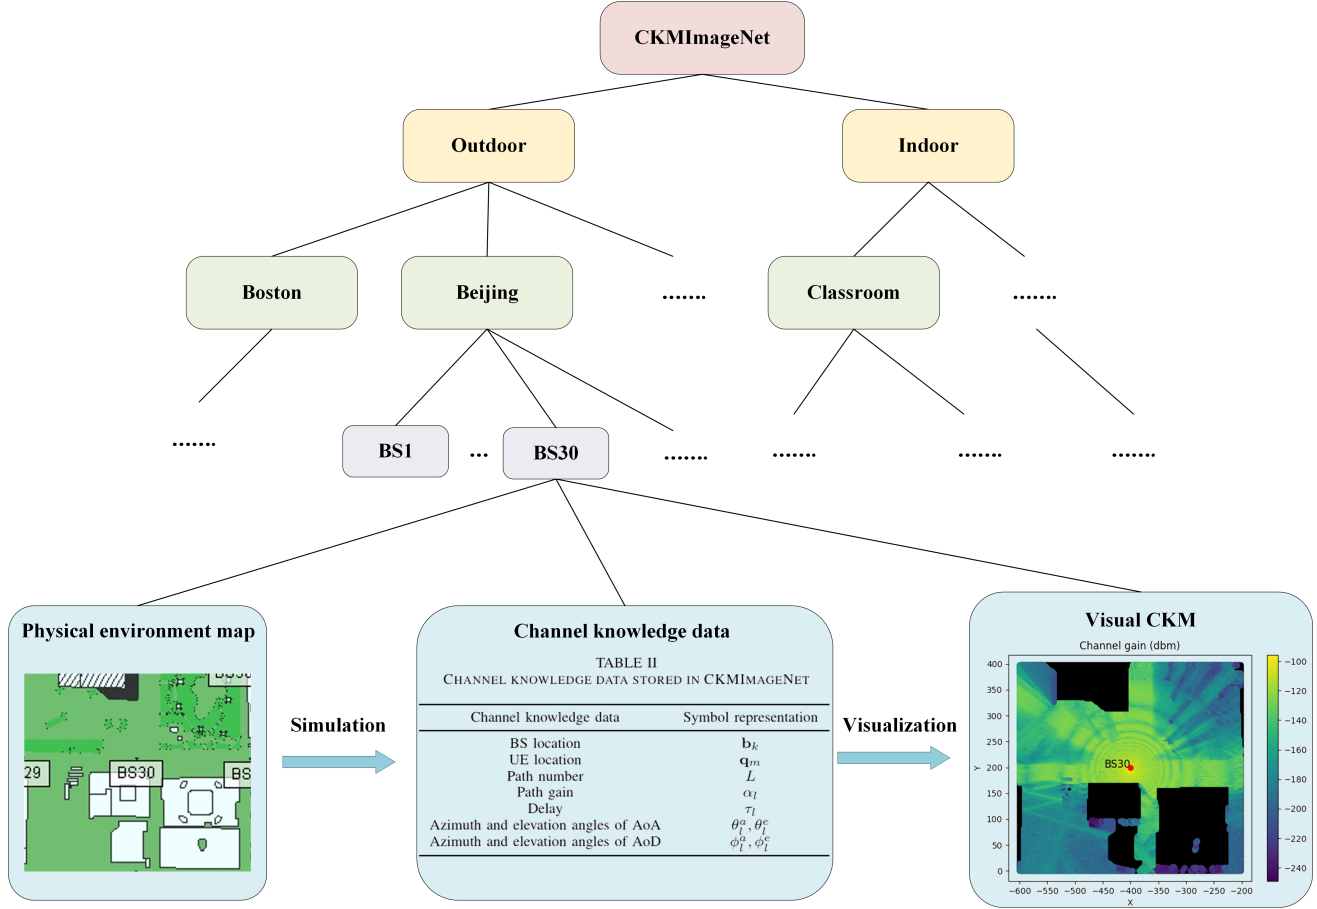 CKMImageNet
Outdoor
Indoor
Boston
Beijing
.......
Classroom
.......
.......
BS1
...
BS30
.......
.......
.......
.......
Physical environment map
29
BS30
BS
Simulation
Channel knowledge data
TABLE II
CHANNEL KNOWLEDGE DATA STORED IN CKMIMAGENET
Channel knowledge data Symbol representation
BS location b_k
UE location q_m
Path number L
Path gain α_l
Delay τ_l
Azimuth and elevation angles of AoA θ_l^a, θ_l^e
Azimuth and elevation angles of AoD ϕ_l^a, ϕ_l^e
Visualization
Visual CKM
Channel gain (dbm)
400
350
300
250
200
150
100
50
0
Y
BS30
−600 −550 −500 −450 −400 −350 −300 −250 −200
X
−100
−120
−140
−160
−180
−200
−220
−240